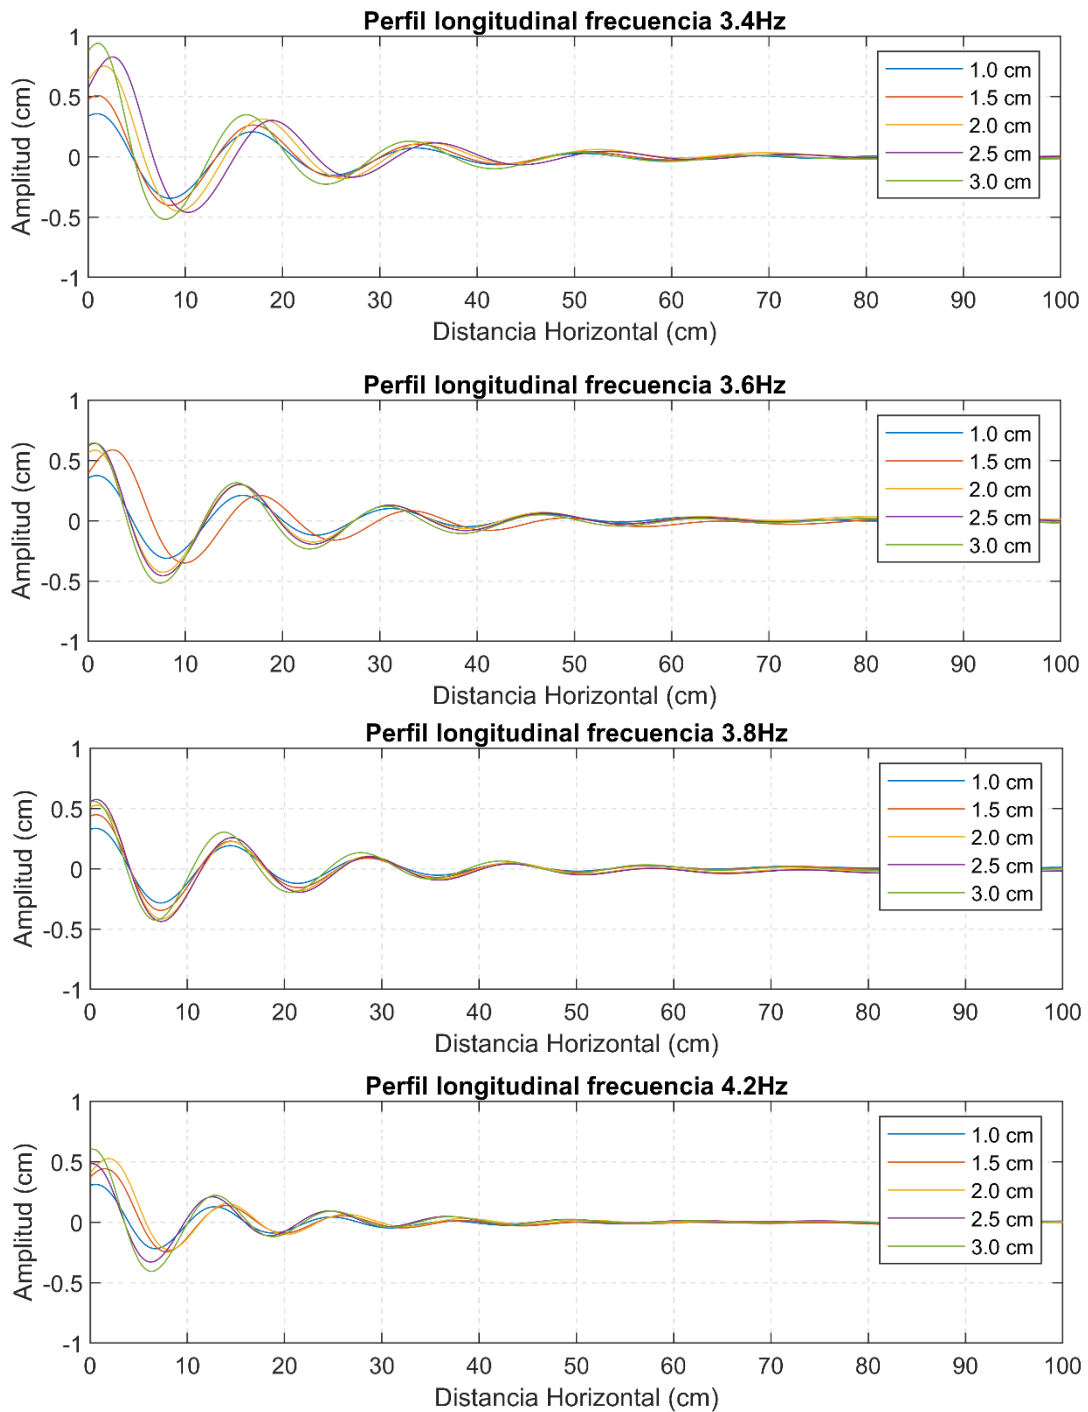 Perfil longitudinal frecuencia 3.4Hz
1
0.5
0
-0.5
-1
Amplitud (cm)
1.0 cm
1.5 cm
2.0 cm
2.5 cm
3.0 cm
0 10 20 30 40 50 60 70 80 90 100
Distancia Horizontal (cm)
Perfil longitudinal frecuencia 3.6Hz
1
0.5
0
-0.5
-1
Amplitud (cm)
1.0 cm
1.5 cm
2.0 cm
2.5 cm
3.0 cm
0 10 20 30 40 50 60 70 80 90 100
Distancia Horizontal (cm)
Perfil longitudinal frecuencia 3.8Hz
1
0.5
0
-0.5
-1
Amplitud (cm)
1.0 cm
1.5 cm
2.0 cm
2.5 cm
3.0 cm
0 10 20 30 40 50 60 70 80 90 100
Distancia Horizontal (cm)
Perfil longitudinal frecuencia 4.2Hz
1
0.5
0
-0.5
-1
Amplitud (cm)
1.0 cm
1.5 cm
2.0 cm
2.5 cm
3.0 cm
0 10 20 30 40 50 60 70 80 90 100
Distancia Horizontal (cm)